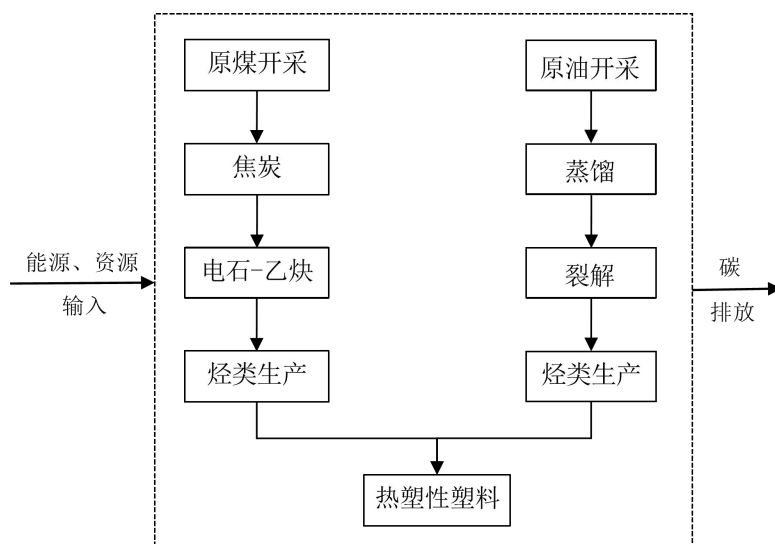 原煤开采
原油开采
焦炭
蒸馏
能源、资源
输入
电石-乙炔
裂解
碳
排放
烃类生产
烃类生产
热塑性塑料